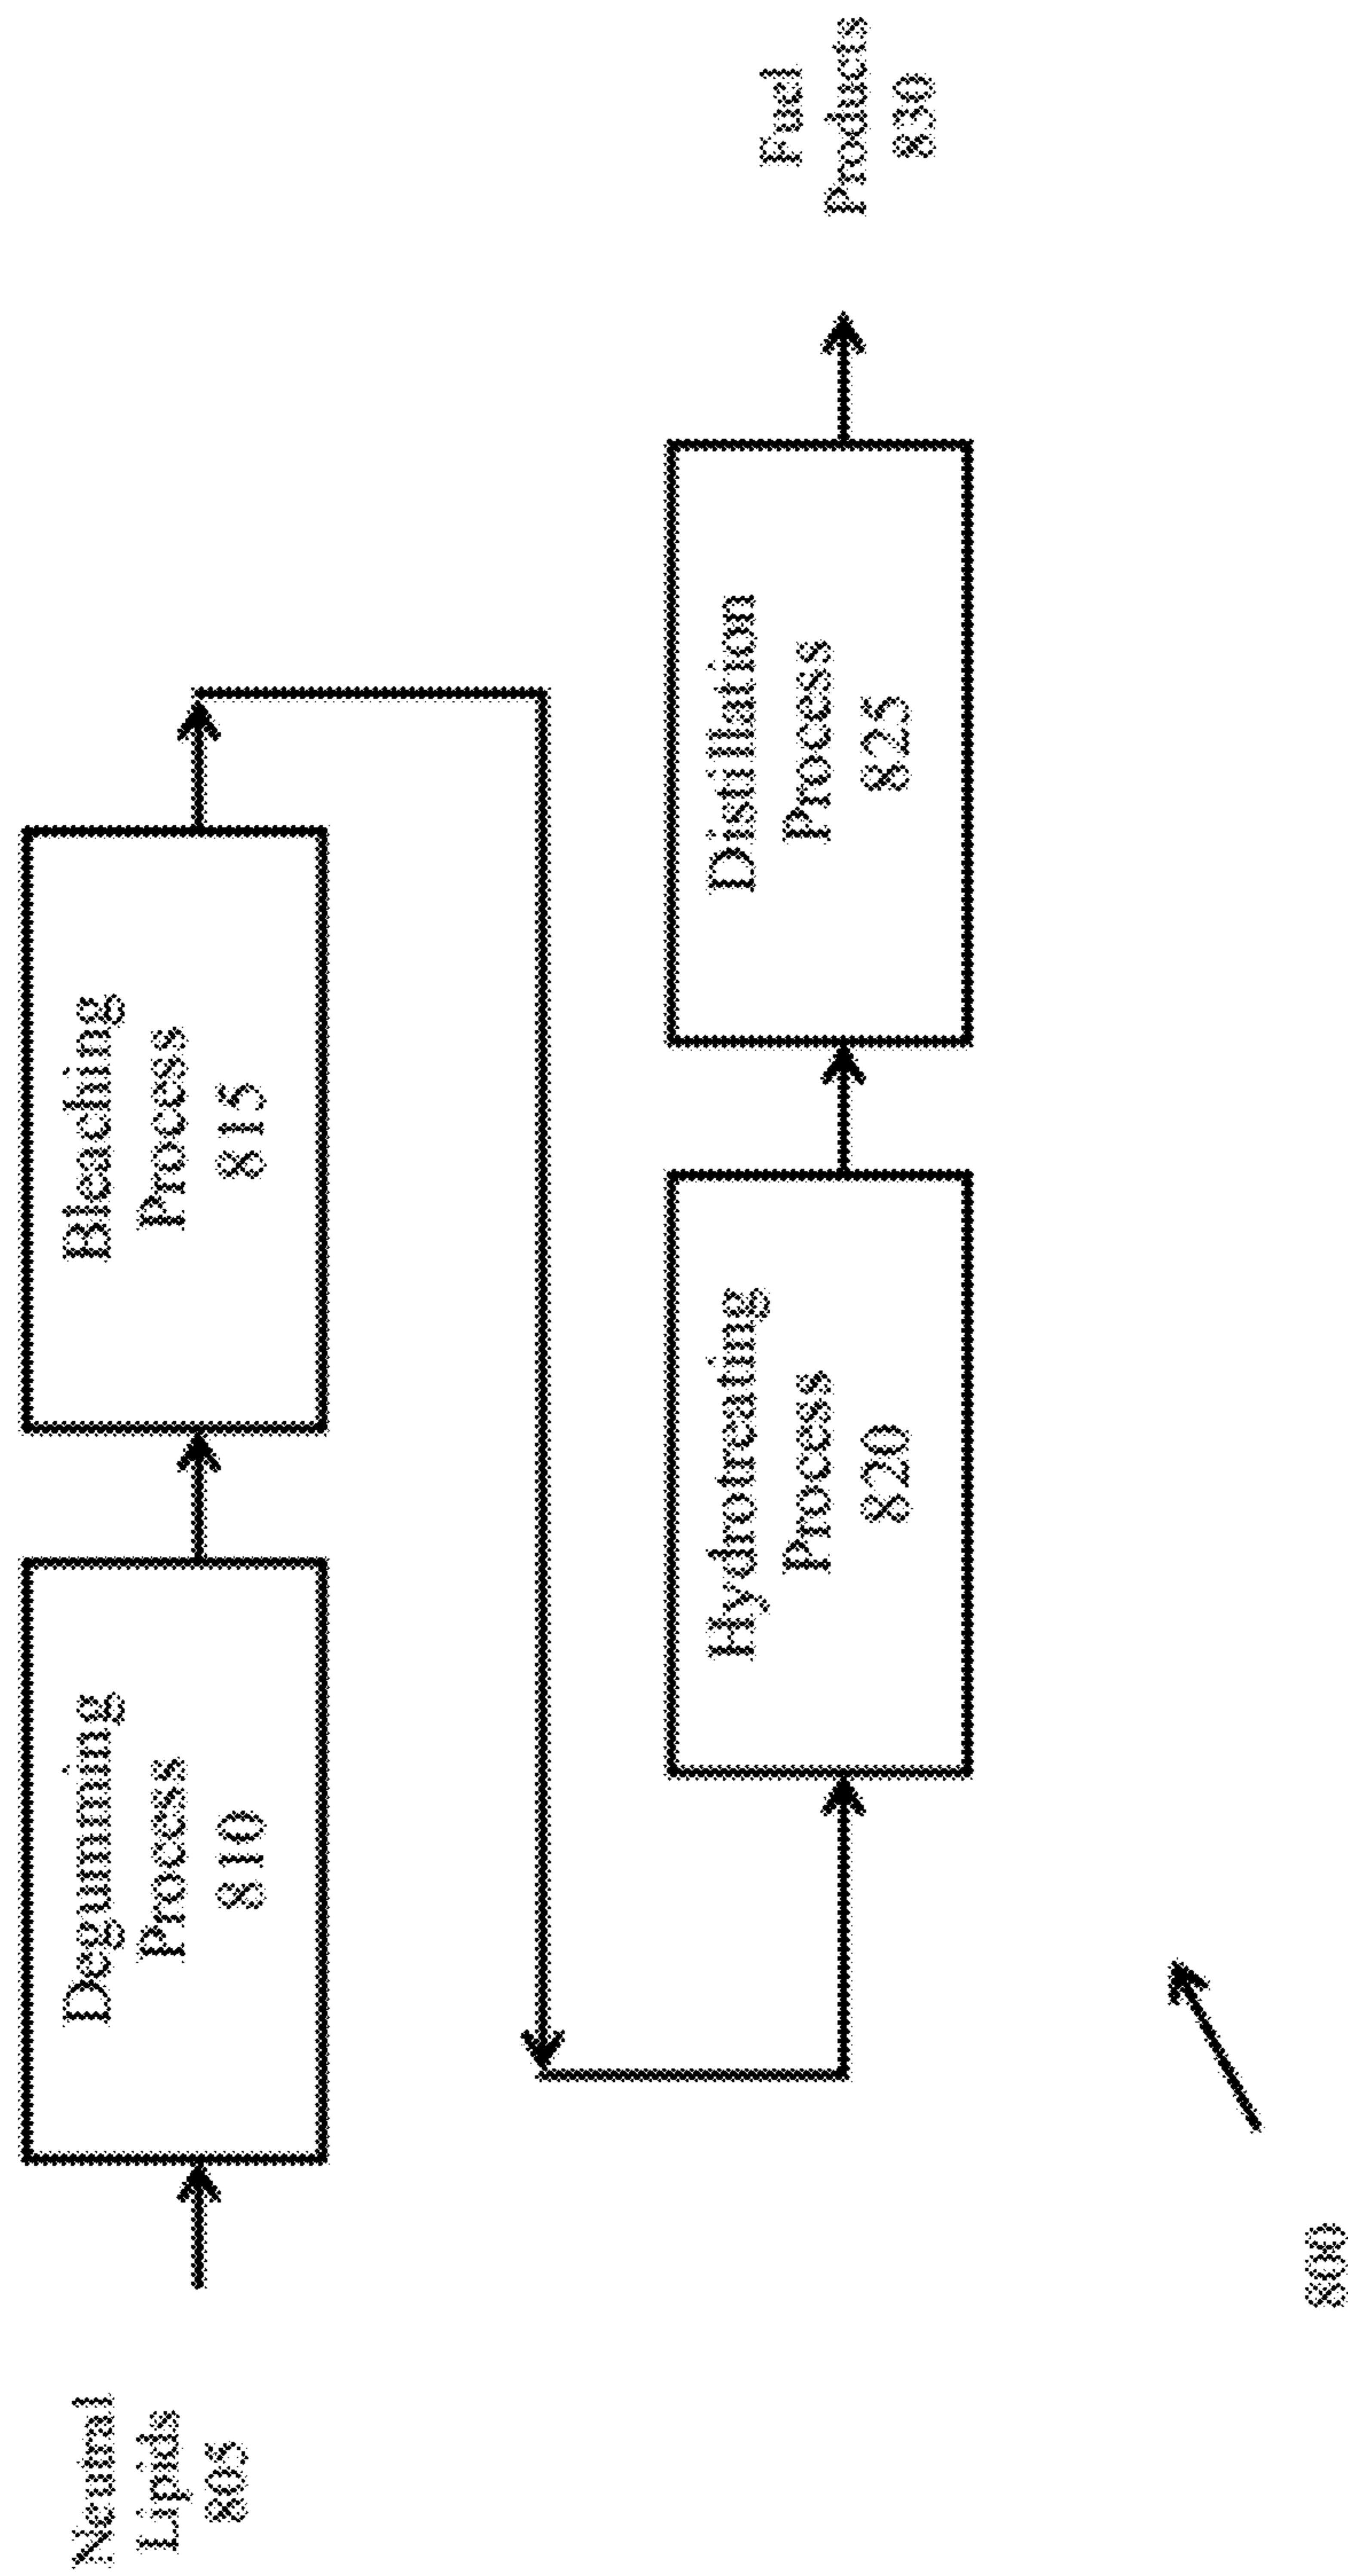 Neutral
Lipids
805
Degumming
Process
810
Bleaching
Process
815
Hydrotreating
Process
820
Distillation
Process
825
Fuel
Products
830
800